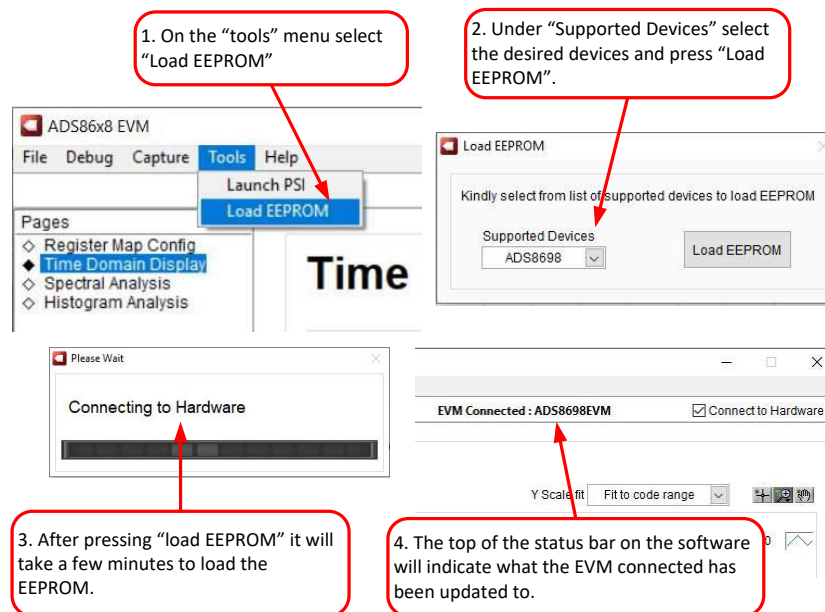 1. On the “tools” menu select
“Load EEPROM”
2. Under “Supported Devices” select
the desired devices and press “Load
EEPROM”.
ADS86x8 EVM
File Debug Capture Tools Help
Launch PSI
Load EEPROM
Pages
Register Map Config
Time Domain Display
Spectral Analysis
Histogram Analysis
Time
Load EEPROM
Kindly select from list of supported devices to load EEPROM
Supported Devices
ADS8698
Load EEPROM
Please Wait
Connecting to Hardware
EVM Connected : ADS8698EVM
Connect to Hardware
Y Scale fit Fit to code range
0
3. After pressing “load EEPROM” it will
take a few minutes to load the
EEPROM.
4. The top of the status bar on the software
will indicate what the EVM connected has
been updated to.